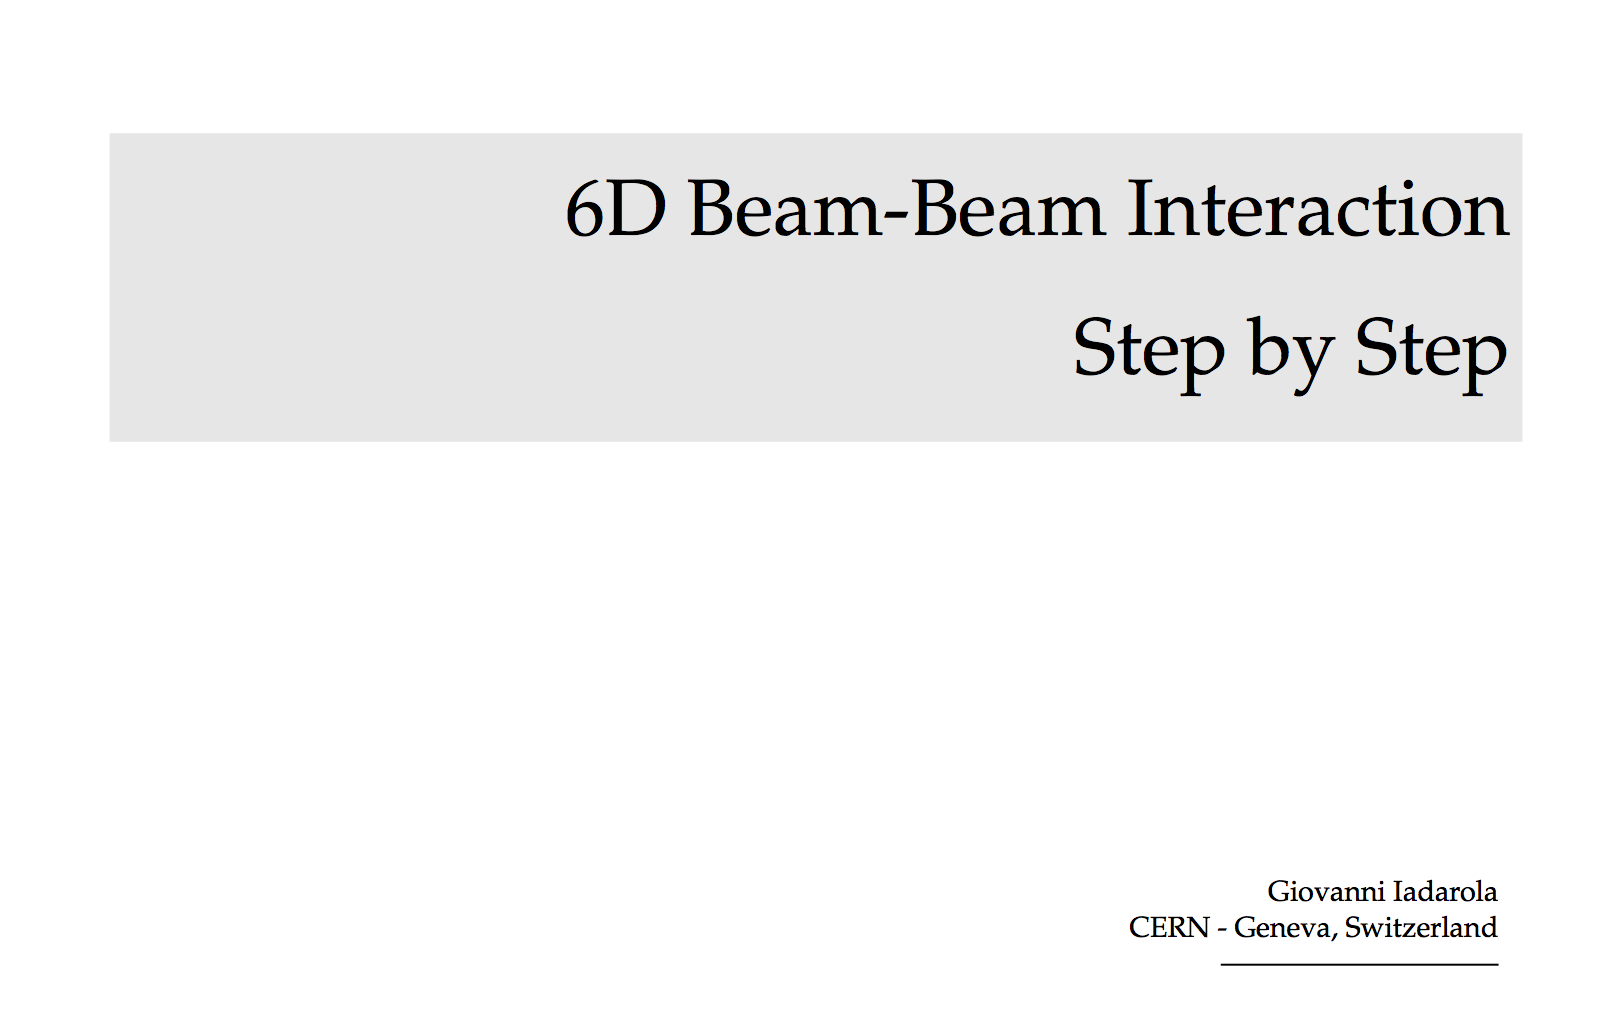 6D Beam-Beam Interaction
Step by Step
Giovanni Iadarola
CERN - Geneva, Switzerland